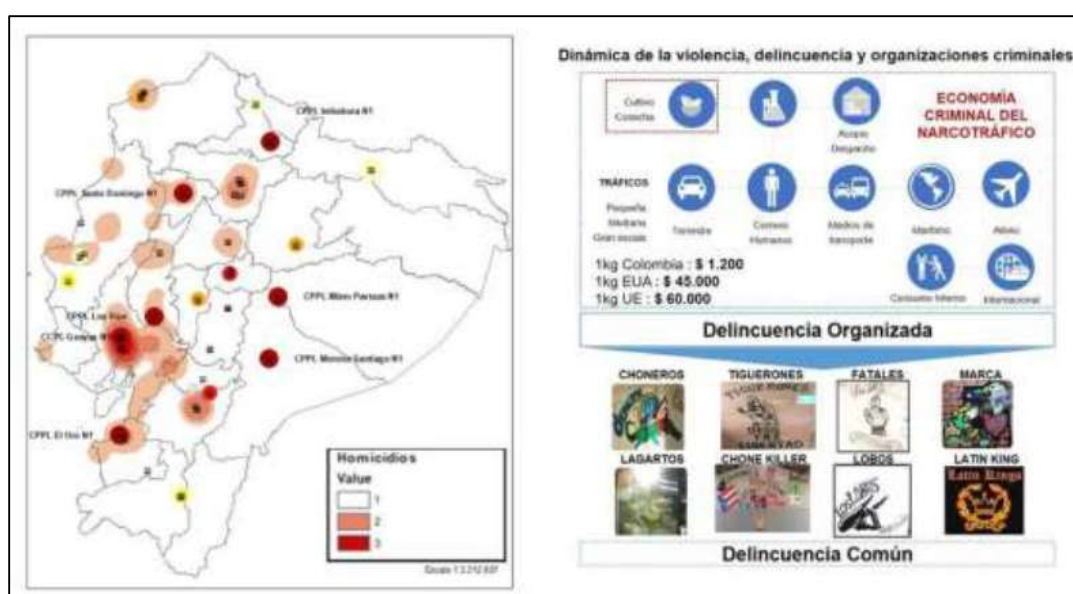 CPPL Imbabura N1
CPPL Santo Domingo N1
CPPL Los Ríos
CPPL Guayas N1
CPPL Morona Santiago N1
CPPL El Oro N1
Homicidios
Value
1
2
3
Dinámica de la violencia, delincuencia y organizaciones criminales
Cultivo
Cosecha
Acopio
Despacho
ECONOMÍA
CRIMINAL DEL
NARCOTRÁFICO
TRÁFICOS
Pequeña
Mediana
Gran escala
Terrestre
Correos
Humanos
Medios de
transporte
Marítimo
Aéreo
1kg Colombia : $ 1.200
1kg EUA : $ 45.000
1kg UE : $ 60.000
Consumo Interno
Internacional
Delincuencia Organizada
CHONEROS
TIGUERONES
FATALES
MARCA
LAGARTOS
CHONE KILLER
LOBOS
LATIN KING
Latin Kings
Delincuencia Común